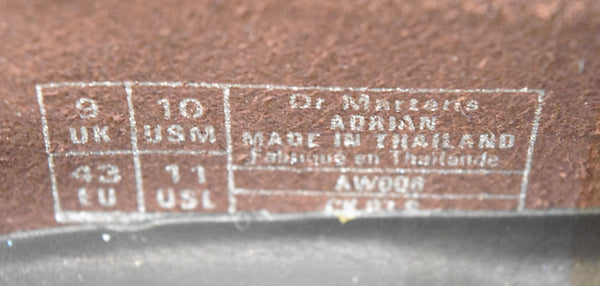 9 UK
10 USM
43 EU
11 USL
Dr Martens
ADRIAN
MADE IN THAILAND
Fabriqué en Thaïlande
AW006